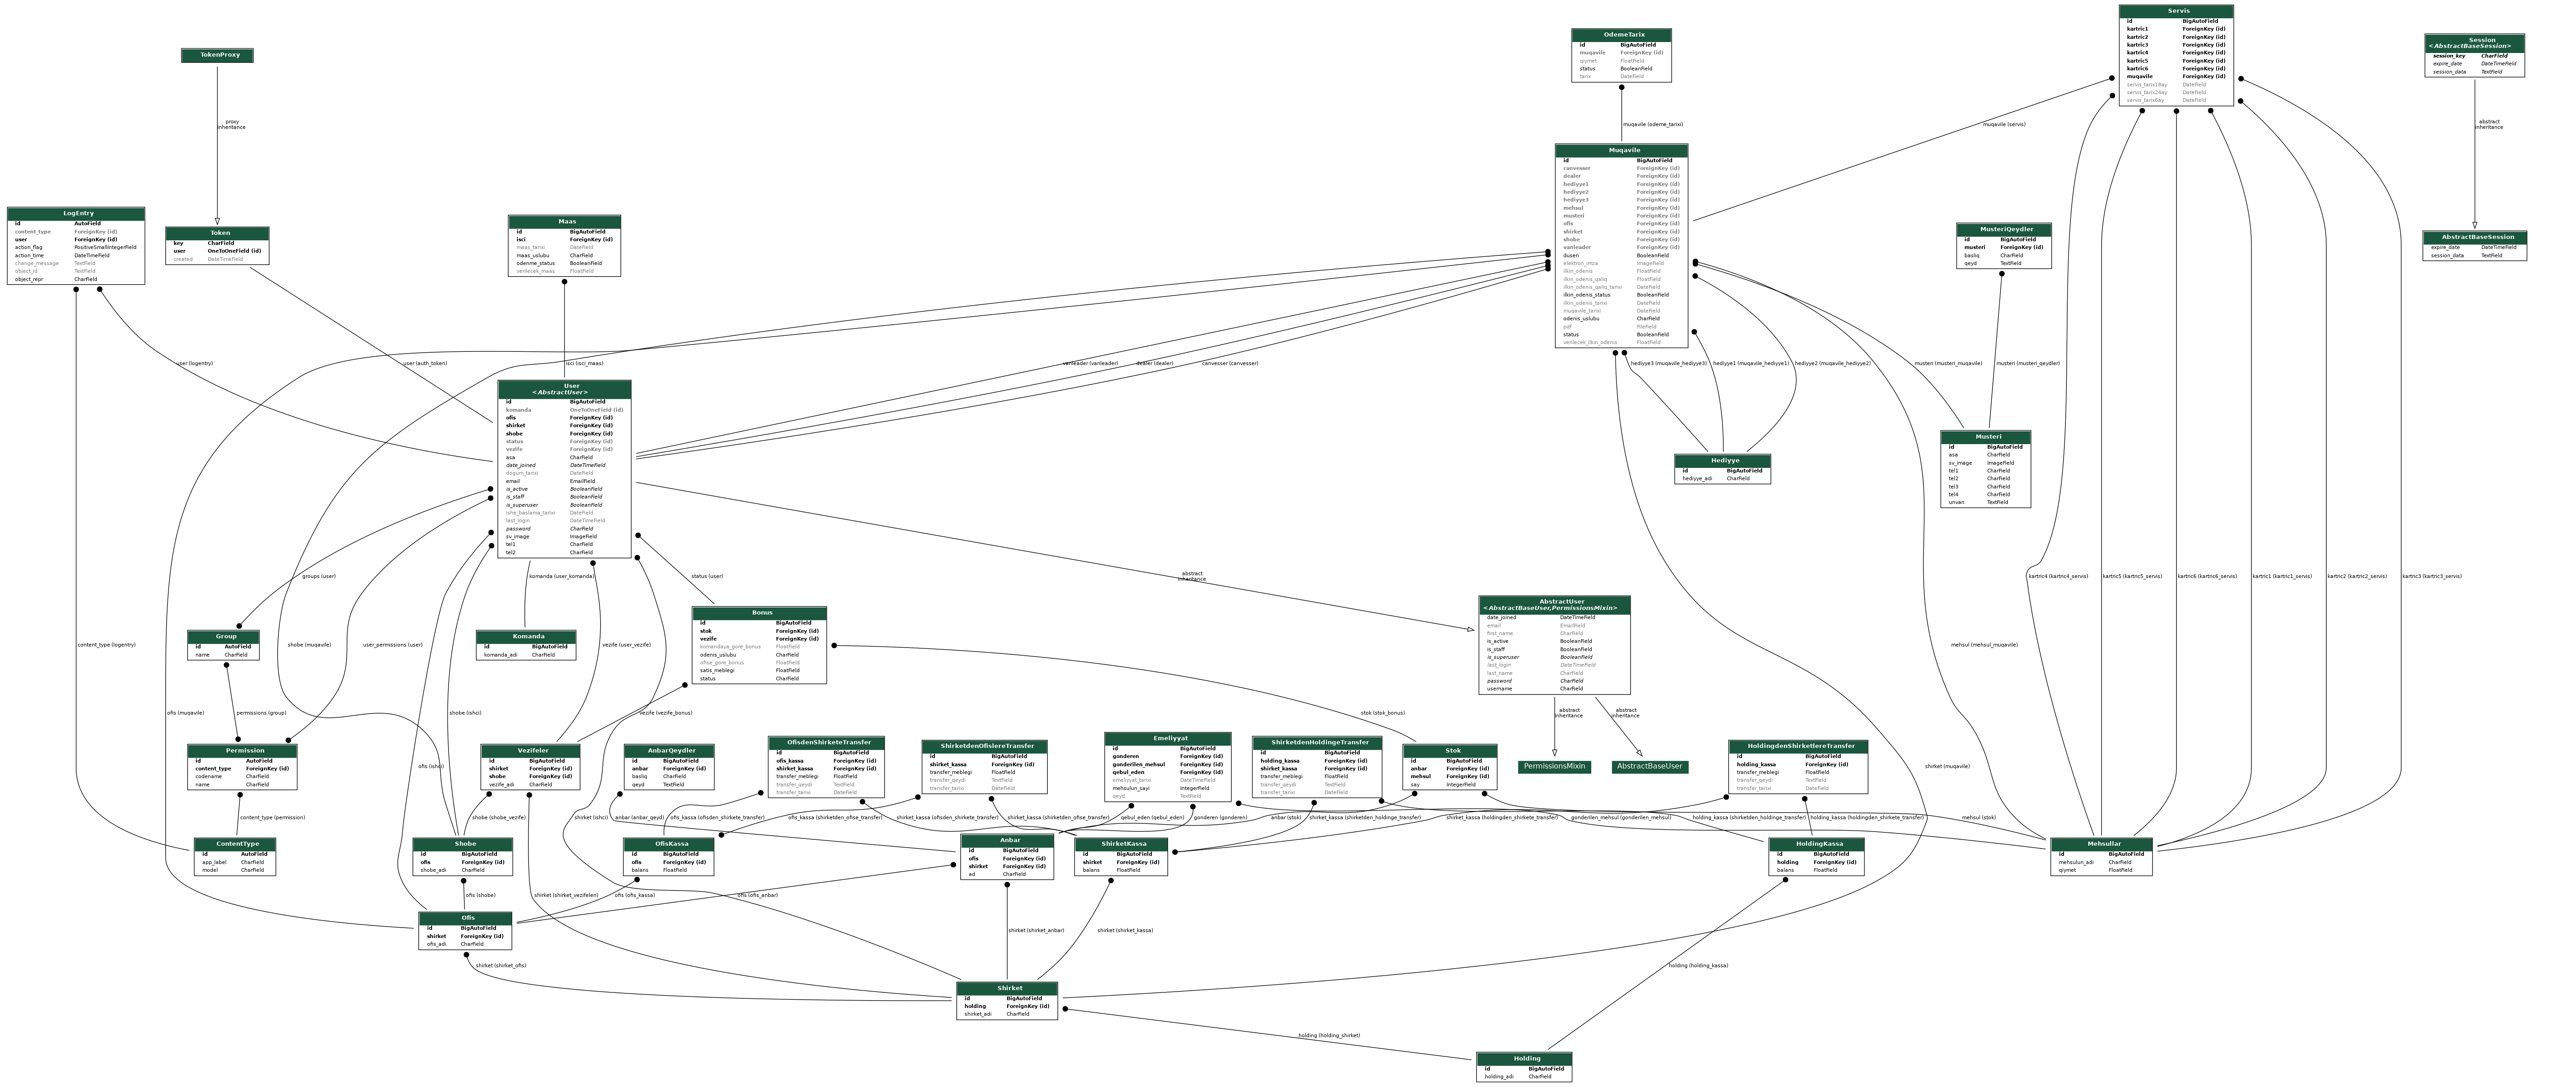 TokenProxy
proxy
inheritance
LogEntry
id AutoField
content_type ForeignKey (id)
user ForeignKey (id)
action_flag PositiveSmallIntegerField
action_time DateTimeField
change_message TextField
object_id TextField
object_repr CharField
Token
key CharField
user OneToOneField (id)
created DateTimeField
Maas
id BigAutoField
isci ForeignKey (id)
maas_tarixi DateField
maas_uslubu CharField
odenme_status BooleanField
verilecek_maas FloatField
OdemeTarix
id BigAutoField
muqavile ForeignKey (id)
qiymet FloatField
status BooleanField
tarix DateField
muqavile (odeme_tarixi)
Servis
id BigAutoField
kartric1 ForeignKey (id)
kartric2 ForeignKey (id)
kartric3 ForeignKey (id)
kartric4 ForeignKey (id)
kartric5 ForeignKey (id)
kartric6 ForeignKey (id)
muqavile ForeignKey (id)
servis_tarix18ay DateField
servis_tarix24ay DateField
servis_tarix6ay DateField
muqavile (servis)
Session
<AbstractBaseSession>
session_key CharField
expire_date DateTimeField
session_data TextField
abstract
inheritance
AbstractBaseSession
expire_date DateTimeField
session_data TextField
Muqavile
id BigAutoField
canvesser ForeignKey (id)
dealer ForeignKey (id)
hediyye1 ForeignKey (id)
hediyye2 ForeignKey (id)
hediyye3 ForeignKey (id)
mehsul ForeignKey (id)
musteri ForeignKey (id)
ofis ForeignKey (id)
shirket ForeignKey (id)
shobe ForeignKey (id)
vanleader ForeignKey (id)
dusen BooleanField
elektron_imza ImageField
ilkin_odenis FloatField
ilkin_odenis_qaliq FloatField
ilkin_odenis_qaliq_tarixi DateField
ilkin_odenis_status BooleanField
ilkin_odenis_tarixi DateField
muqavile_tarixi DateField
odenis_uslubu CharField
pdf FileField
status BooleanField
verilecek_ilkin_odenis FloatField
MusteriQeydler
id BigAutoField
musteri ForeignKey (id)
basliq CharField
qeyd TextField
user (logentry)
user (auth_token)
isci (isci_maas)
vanleader (vanleader)
dealer (dealer)
canvesser (canvesser)
hediyye3 (muqavile_hediyye3)
hediyye1 (muqavile_hediyye1)
hediyye2 (muqavile_hediyye2)
musteri (musteri_muqavile)
musteri (musteri_qeydler)
User
<AbstractUser>
id BigAutoField
komanda OneToOneField (id)
ofis ForeignKey (id)
shirket ForeignKey (id)
shobe ForeignKey (id)
status ForeignKey (id)
vezife ForeignKey (id)
asa CharField
date_joined DateTimeField
dogum_tarixi DateField
email EmailField
is_active BooleanField
is_staff BooleanField
is_superuser BooleanField
ishe_baslama_tarixi DateField
last_login DateTimeField
password CharField
sv_image ImageField
tel1 CharField
tel2 CharField
Hediyye
id BigAutoField
hediyye_adi CharField
Musteri
id BigAutoField
asa CharField
sv_image ImageField
tel1 CharField
tel2 CharField
tel3 CharField
tel4 CharField
unvan TextField
groups (user)
komanda (user_komanda)
status (user)
abstract
inheritance
kartric4 (kartric4_servis)
kartric5 (kartric5_servis)
kartric6 (kartric6_servis)
kartric1 (kartric1_servis)
kartric2 (kartric2_servis)
kartric3 (kartric3_servis)
Group
id AutoField
name CharField
Komanda
id BigAutoField
komanda_adi CharField
Bonus
id BigAutoField
stok ForeignKey (id)
vezife ForeignKey (id)
komandaya_gore_bonus FloatField
odenis_uslubu CharField
ofise_gore_bonus FloatField
satis_meblegi FloatField
status CharField
AbstractUser
<AbstractBaseUser,PermissionsMixin>
date_joined DateTimeField
email EmailField
first_name CharField
is_active BooleanField
is_staff BooleanField
is_superuser BooleanField
last_login DateTimeField
last_name CharField
password CharField
username CharField
content_type (logentry)
shobe (muqavile)
user_permissions (user)
vezife (user_vezife)
mehsul (mehsul_muqavile)
ofis (muqavile)
permissions (group)
shobe (ishci)
vezife (vezife_bonus)
stok (stok_bonus)
abstract
inheritance
abstract
inheritance
Permission
id AutoField
content_type ForeignKey (id)
codename CharField
name CharField
Vezifeler
id BigAutoField
shirket ForeignKey (id)
shobe ForeignKey (id)
vezife_adi CharField
AnbarQeydler
id BigAutoField
anbar ForeignKey (id)
basliq CharField
qeyd TextField
OfisdenShirketeTransfer
id BigAutoField
ofis_kassa ForeignKey (id)
shirket_kassa ForeignKey (id)
transfer_meblegi FloatField
transfer_qeydi TextField
transfer_tarixi DateField
ShirketdenOfislereTransfer
id BigAutoField
shirket_kassa ForeignKey (id)
transfer_meblegi FloatField
transfer_qeydi TextField
transfer_tarixi DateField
Emeliyyat
id BigAutoField
gonderen ForeignKey (id)
gonderilen_mehsul ForeignKey (id)
qebul_eden ForeignKey (id)
emeliyyat_tarixi DateTimeField
mehsulun_sayi IntegerField
qeyd TextField
ShirketdenHoldingeTransfer
id BigAutoField
holding_kassa ForeignKey (id)
shirket_kassa ForeignKey (id)
transfer_meblegi FloatField
transfer_qeydi TextField
transfer_tarixi DateField
Stok
id BigAutoField
anbar ForeignKey (id)
mehsul ForeignKey (id)
say IntegerField
PermissionsMixin
AbstractBaseUser
HoldingdenShirketlereTransfer
id BigAutoField
holding_kassa ForeignKey (id)
transfer_meblegi FloatField
transfer_qeydi TextField
transfer_tarixi DateField
ofis (ishci)
shirket (muqavile)
content_type (permission)
shobe (shobe_vezife)
shirket (ishci)
anbar (anbar_qeyd)
ofis_kassa (ofisden_shirkete_transfer)
ofis_kassa (shirketden_ofise_transfer)
shirket_kassa (ofisden_shirkete_transfer)
shirket_kassa (shirketden_ofise_transfer)
qebul_eden (qebul_eden)
gonderen (gonderen)
anbar (stok)
shirket_kassa (shirketden_holdinge_transfer)
shirket_kassa (holdingden_shirkete_transfer)
gonderilen_mehsul (gonderilen_mehsul)
holding_kassa (shirketden_holdinge_transfer)
holding_kassa (holdingden_shirkete_transfer)
mehsul (stok)
ContentType
id AutoField
app_label CharField
model CharField
Shobe
id BigAutoField
ofis ForeignKey (id)
shobe_adi CharField
OfisKassa
id BigAutoField
ofis ForeignKey (id)
balans FloatField
Anbar
id BigAutoField
ofis ForeignKey (id)
shirket ForeignKey (id)
ad CharField
ShirketKassa
id BigAutoField
shirket ForeignKey (id)
balans FloatField
HoldingKassa
id BigAutoField
holding ForeignKey (id)
balans FloatField
Mehsullar
id BigAutoField
mehsulun_adi CharField
qiymet FloatField
ofis (shobe)
shirket (shirket_vezifeleri)
ofis (ofis_kassa)
ofis (ofis_anbar)
Ofis
id BigAutoField
shirket ForeignKey (id)
ofis_adi CharField
shirket (shirket_anbar)
shirket (shirket_kassa)
shirket (shirket_ofis)
holding (holding_kassa)
Shirket
id BigAutoField
holding ForeignKey (id)
shirket_adi CharField
holding (holding_shirket)
Holding
id BigAutoField
holding_adi CharField